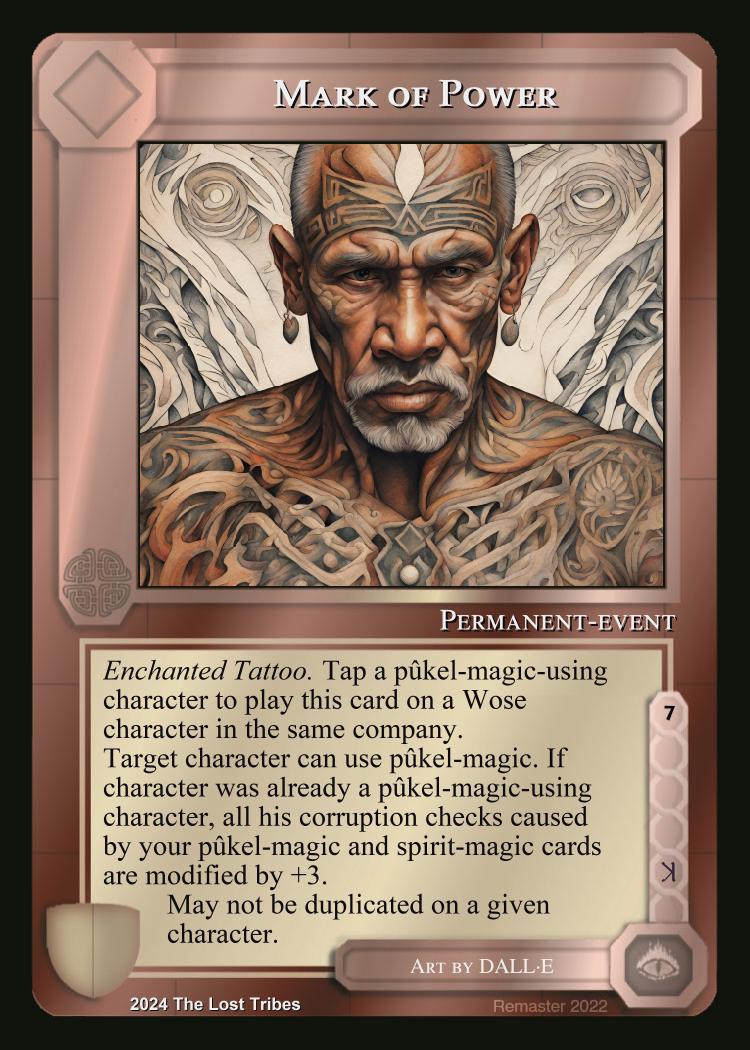 Mark of Power
Permanent-event
Enchanted Tattoo. Tap a pûkel-magic-using
character to play this card on a Wose
character in the same company.
Target character can use pûkel-magic. If
character was already a pûkel-magic-using
character, all his corruption checks caused
by your pûkel-magic and spirit-magic cards
are modified by +3.
May not be duplicated on a given
character.
7
Art by DALL·E
2024 The Lost Tribes
Remaster 2022